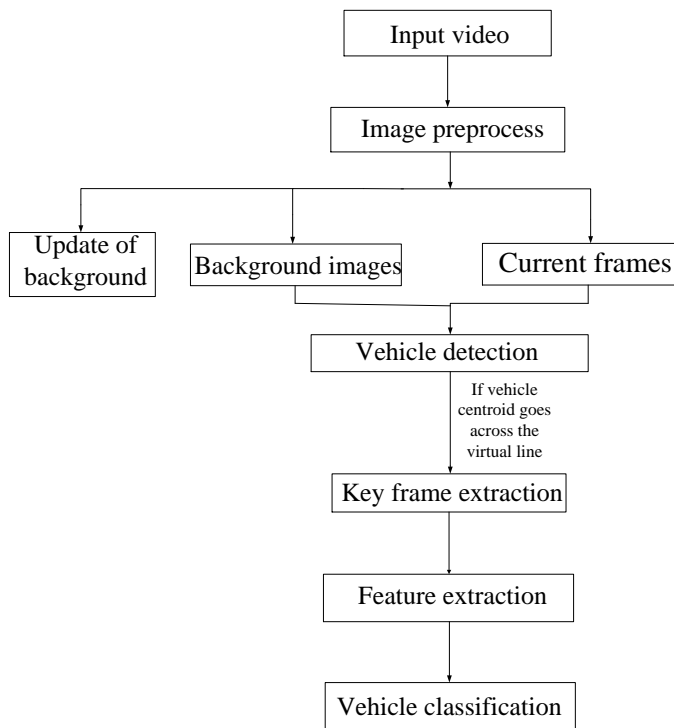 Input video
Image preprocess
Update of
background
Background images
Current frames
Vehicle detection
If vehicle
centroid goes
across the
virtual line
Key frame extraction
Feature extraction
Vehicle classification